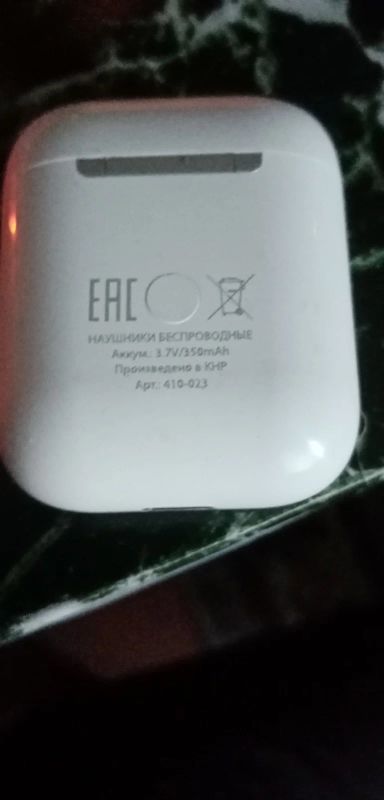 EAC
НАУШНИКИ БЕСПРОВОДНЫЕ
Аккум.: 3.7V/350mAh
Произведено в КНР
Арт.: 410-023